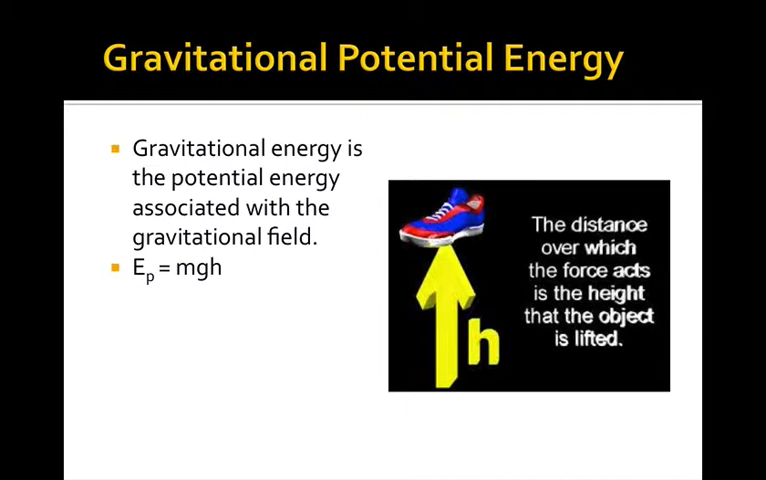 Gravitational Potential Energy
Gravitational energy is
the potential energy
associated with the
gravitational field.
Ep = mgh
The distance
over which
the force acts
is the height
that the object
is lifted.
h